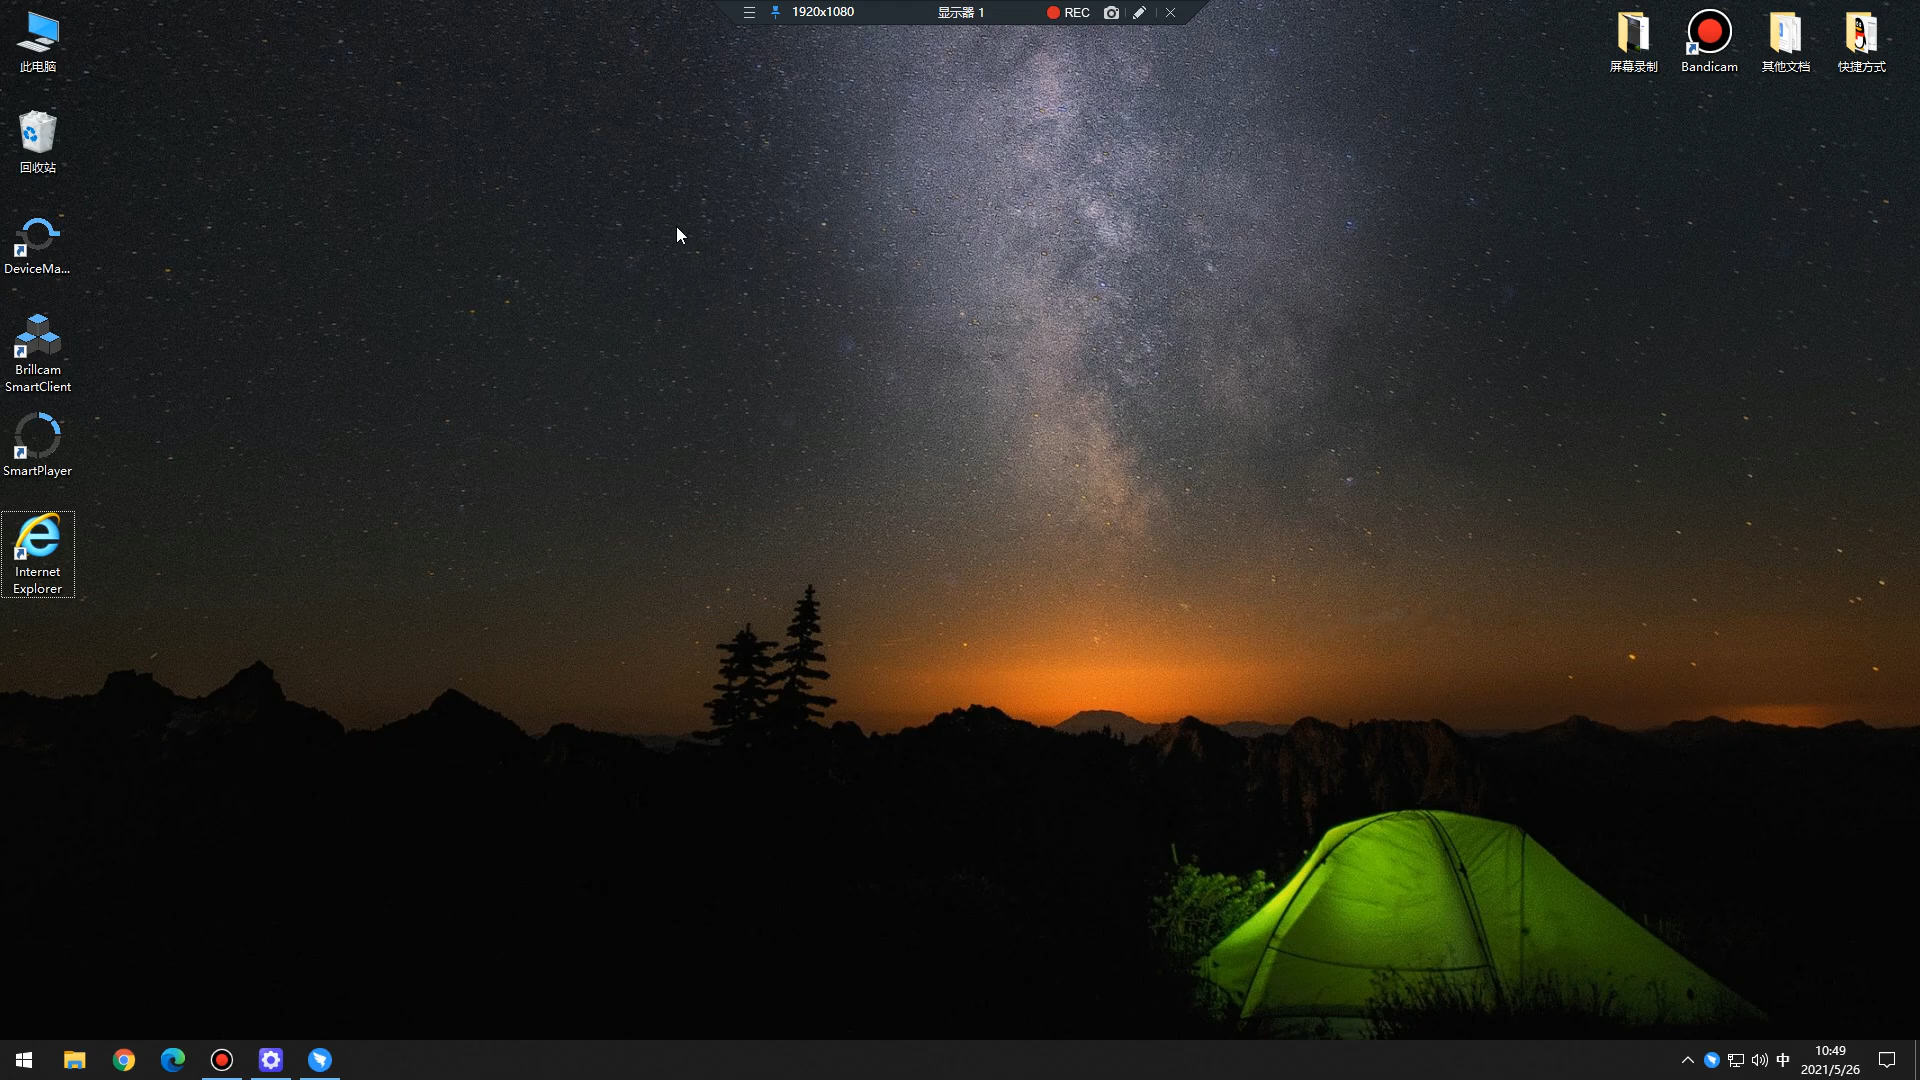 1920x1080
显示器 1
REC
此电脑
回收站
DeviceMa...
Brillcam
SmartClient
SmartPlayer
Internet
Explorer
屏幕录制
Bandicam
其他文档
快捷方式
中
10:49
2021/5/26